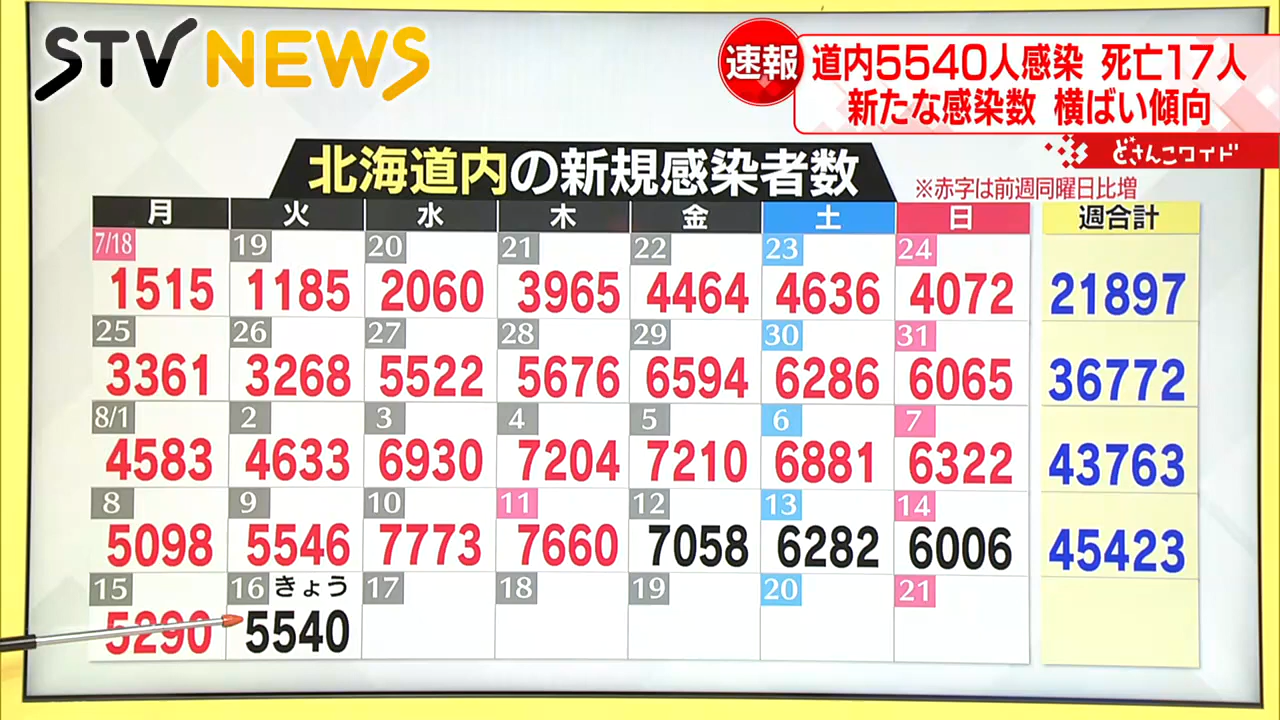 STV NEWS
速報
道内5540人感染 死亡17人
新たな感染数 横ばい傾向
どさんこワイド
北海道内の新規感染者数
※赤字は前週同曜日比増
月 火 水 木 金 土 日 週合計
7/18 19 20 21 22 23 24
1515 1185 2060 3965 4464 4636 4072 21897
25 26 27 28 29 30 31
3361 3268 5522 5676 6594 6286 6065 36772
8/1 2 3 4 5 6 7
4583 4633 6930 7204 7210 6881 6322 43763
8 9 10 11 12 13 14
5098 5546 7773 7660 7058 6282 6006 45423
15 16 きょう 17 18 19 20 21
5290 5540